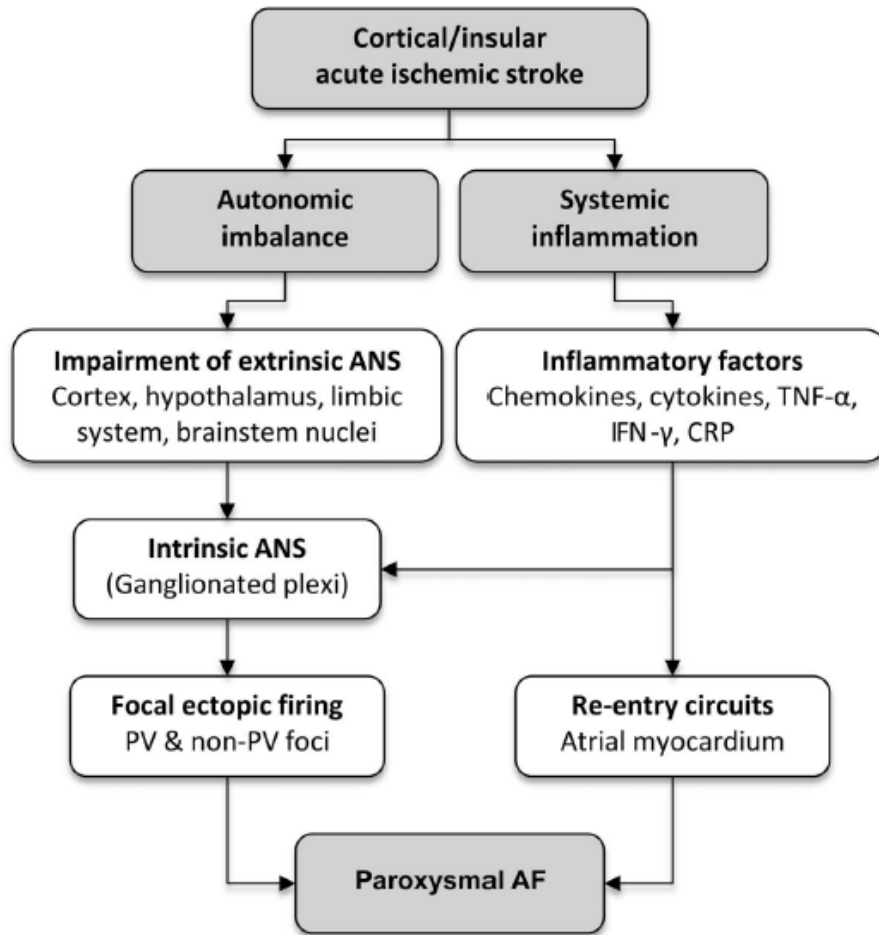 Cortical/insular
acute ischemic stroke
Autonomic
imbalance
Systemic
inflammation
Impairment of extrinsic ANS
Cortex, hypothalamus, limbic
system, brainstem nuclei
Inflammatory factors
Chemokines, cytokines, TNF-α,
IFN-γ, CRP
Intrinsic ANS
(Ganglionated plexi)
Focal ectopic firing
PV & non-PV foci
Re-entry circuits
Atrial myocardium
Paroxysmal AF